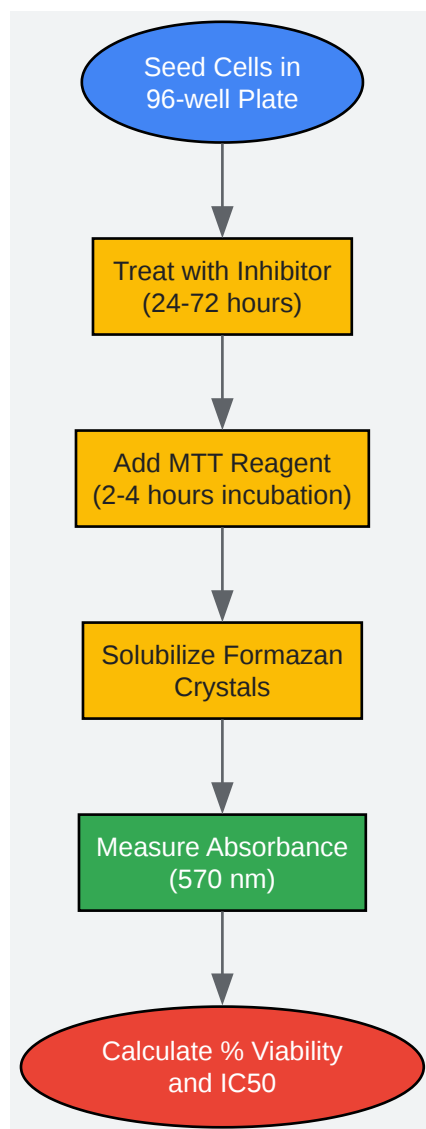 Seed Cells in
96-well Plate
Treat with Inhibitor
(24-72 hours)
Add MTT Reagent
(2-4 hours incubation)
Solubilize Formazan
Crystals
Measure Absorbance
(570 nm)
Calculate % Viability
and IC50